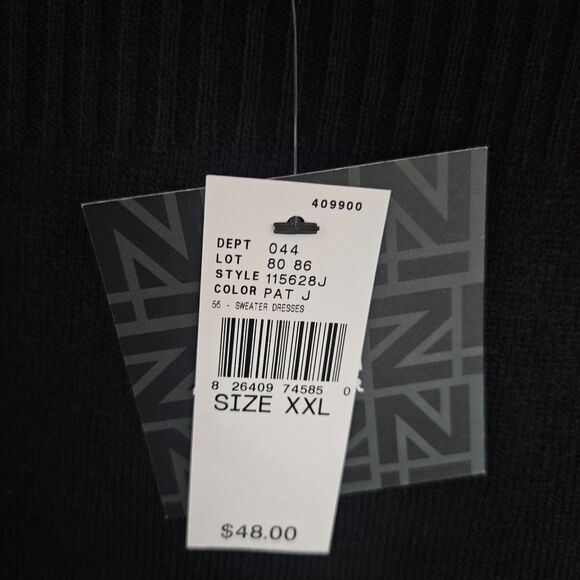 409900
DEPT 044
LOT 80 86
STYLE 115628J
COLOR PAT J
56 - SWEATER DRESSES
8 26409 74585 0
SIZE XXL
$48.00